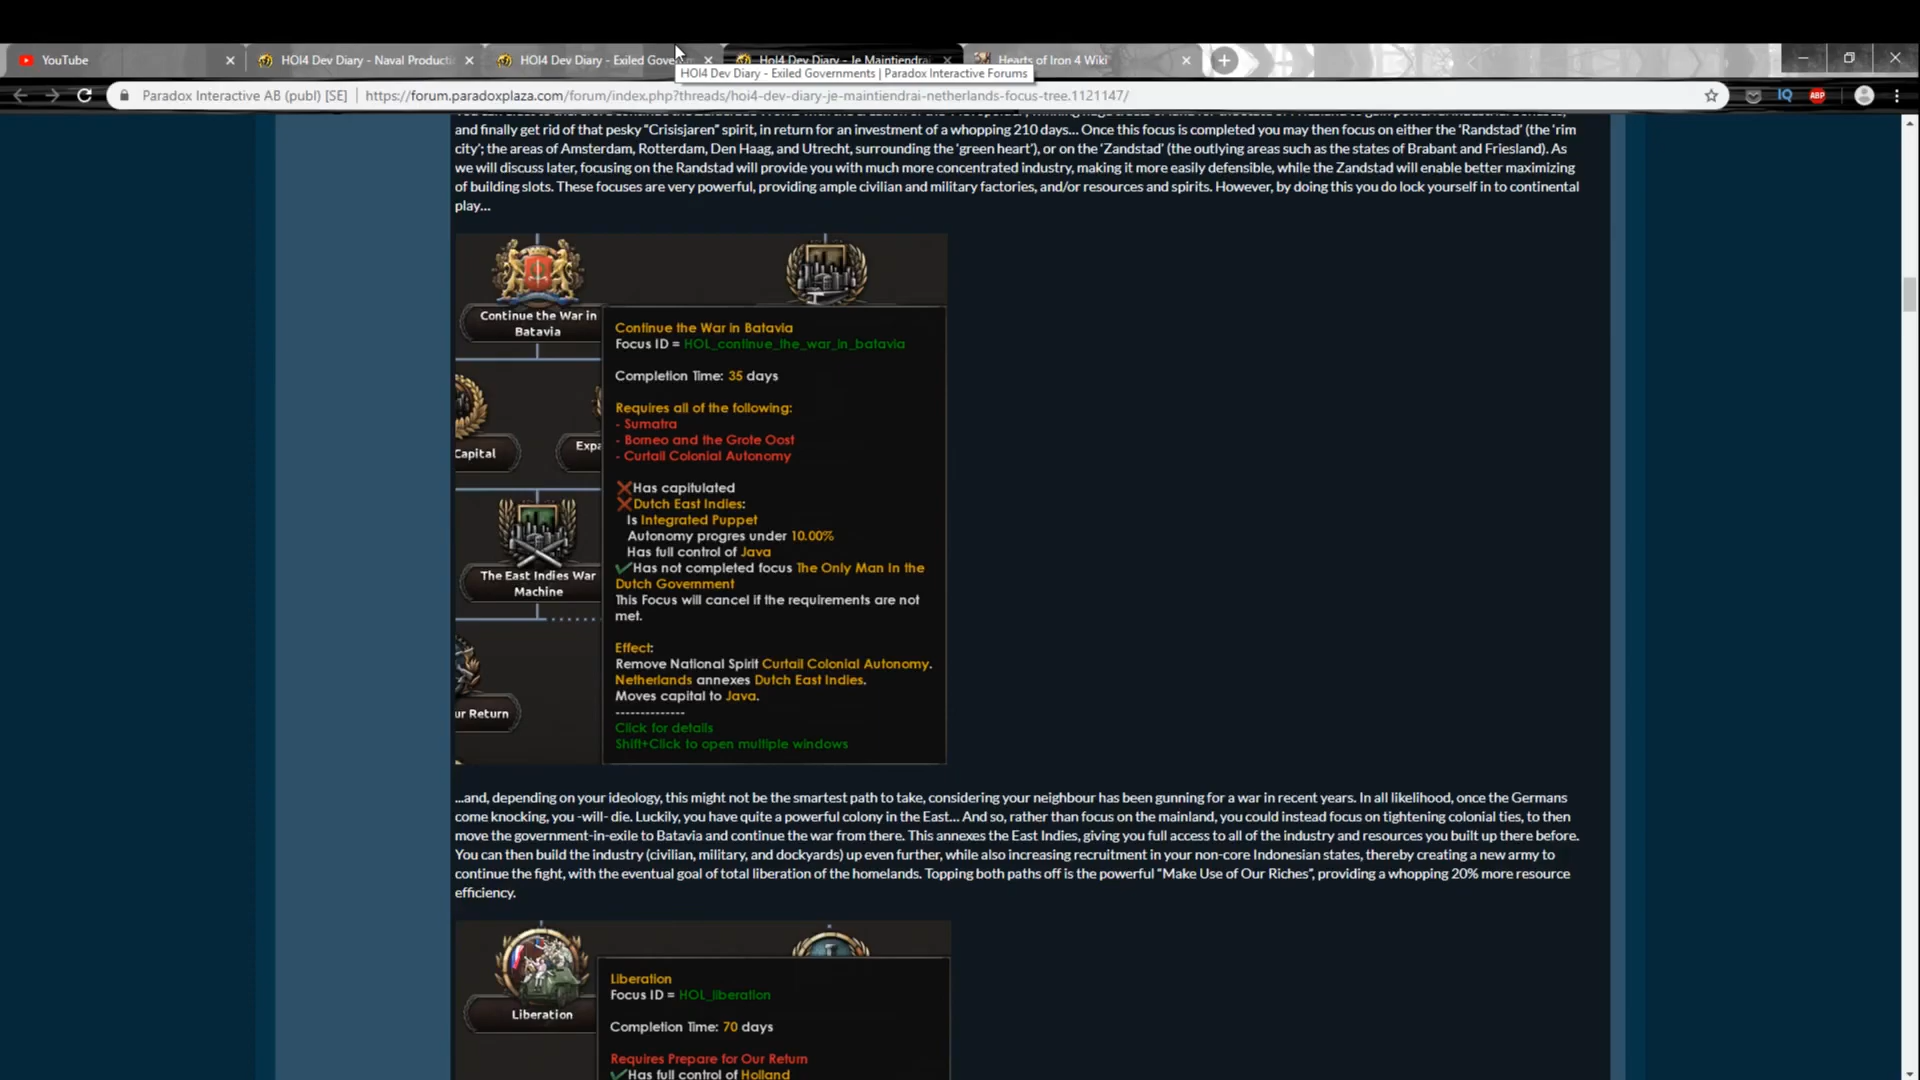 YouTube
HOI4 Dev Diary - Naval Producti
HOI4 Dev Diary - Exiled Gove
HoI4 Dev Diary - Je Maintiendrai
Hearts of Iron 4 Wiki
HOI4 Dev Diary - Exiled Governments | Paradox Interactive Forums
Paradox Interactive AB (publ) [SE]
https://forum.paradoxplaza.com/forum/index.php?threads/hoi4-dev-diary-je-maintiendrai-netherlands-focus-tree.1121147/
IQ
ABP
and finally get rid of that pesky “Crisisjaren” spirit, in return for an investment of a whopping 210 days... Once this focus is completed you may then focus on either the 'Randstad' (the 'rim
city'; the areas of Amsterdam, Rotterdam, Den Haag, and Utrecht, surrounding the 'green heart'), or on the 'Zandstad' (the outlying areas such as the states of Brabant and Friesland). As
we will discuss later, focusing on the Randstad will provide you with much more concentrated industry, making it more easily defensible, while the Zandstad will enable better maximizing
of building slots. These focuses are very powerful, providing ample civilian and military factories, and/or resources and spirits. However, by doing this you do lock yourself in to continental
play...
Continue the War in
Batavia
Capital
Expa
The East Indies War
Machine
ur Return
Continue the War in Batavia
Focus ID = HOL_continue_the_war_in_batavia
Completion Time: 35 days
Requires all of the following:
- Sumatra
- Borneo and the Grote Oost
- Curtail Colonial Autonomy
Has capitulated
Dutch East Indies:
Is Integrated Puppet
Autonomy progres under 10.00%
Has full control of Java
Has not completed focus The Only Man In the
Dutch Government
This Focus will cancel if the requirements are not
met.
Effect:
Remove National Spirit Curtail Colonial Autonomy.
Netherlands annexes Dutch East Indies.
Moves capital to Java.
--------------
Click for details
Shift+Click to open multiple windows
...and, depending on your ideology, this might not be the smartest path to take, considering your neighbour has been gunning for a war in recent years. In all likelihood, once the Germans
come knocking, you -will- die. Luckily, you have quite a powerful colony in the East... And so, rather than focus on the mainland, you could instead focus on tightening colonial ties, to then
move the government-in-exile to Batavia and continue the war from there. This annexes the East Indies, giving you full access to all of the industry and resources you built up there before.
You can then build the industry (civilian, military, and dockyards) up even further, while also increasing recruitment in your non-core Indonesian states, thereby creating a new army to
continue the fight, with the eventual goal of total liberation of the homelands. Topping both paths off is the powerful “Make Use of Our Riches”, providing a whopping 20% more resource
efficiency.
Liberation
Liberation
Focus ID = HOL_liberation
Completion Time: 70 days
Requires Prepare for Our Return
Has full control of Holland